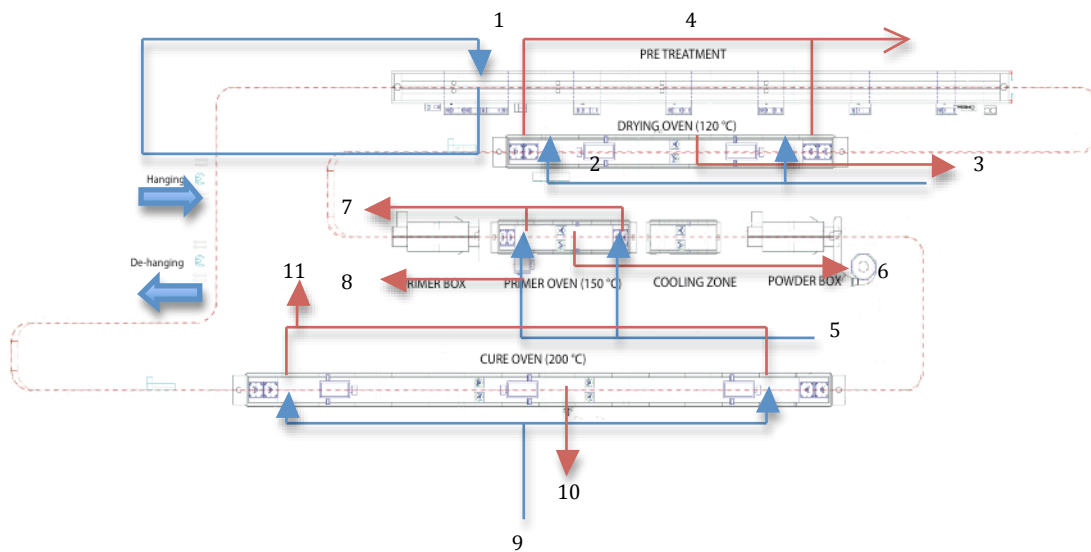 1
4
PRE TREATMENT
DRYING OVEN (120 °C)
2
3
Hanging
7
De-hanging
11
8
RIMER BOX
PRIMER OVEN (150 °C)
COOLING ZONE
POWDER BOX
6
5
CURE OVEN (200 °C)
10
9